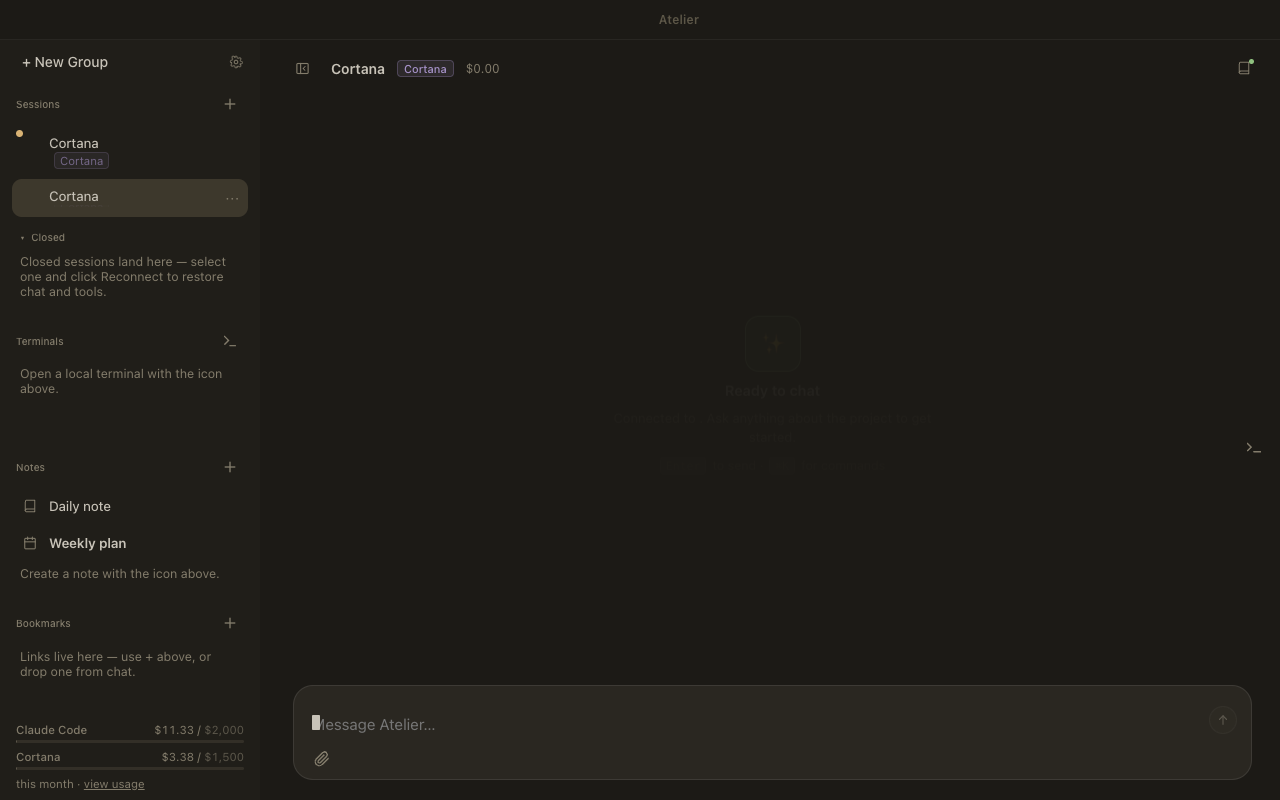 Atelier
+ New Group
Sessions
Cortana
Cortana
Cortana
...
Closed
Closed sessions land here — select
one and click Reconnect to restore
chat and tools.
Terminals
Open a local terminal with the icon
above.
Notes
Daily note
Weekly plan
Create a note with the icon above.
Bookmarks
Links live here — use + above, or
drop one from chat.
Claude Code $11.33 / $2,000
Cortana $3.38 / $1,500
this month · view usage
Cortana Cortana $0.00
Ready to chat
Message Atelier...